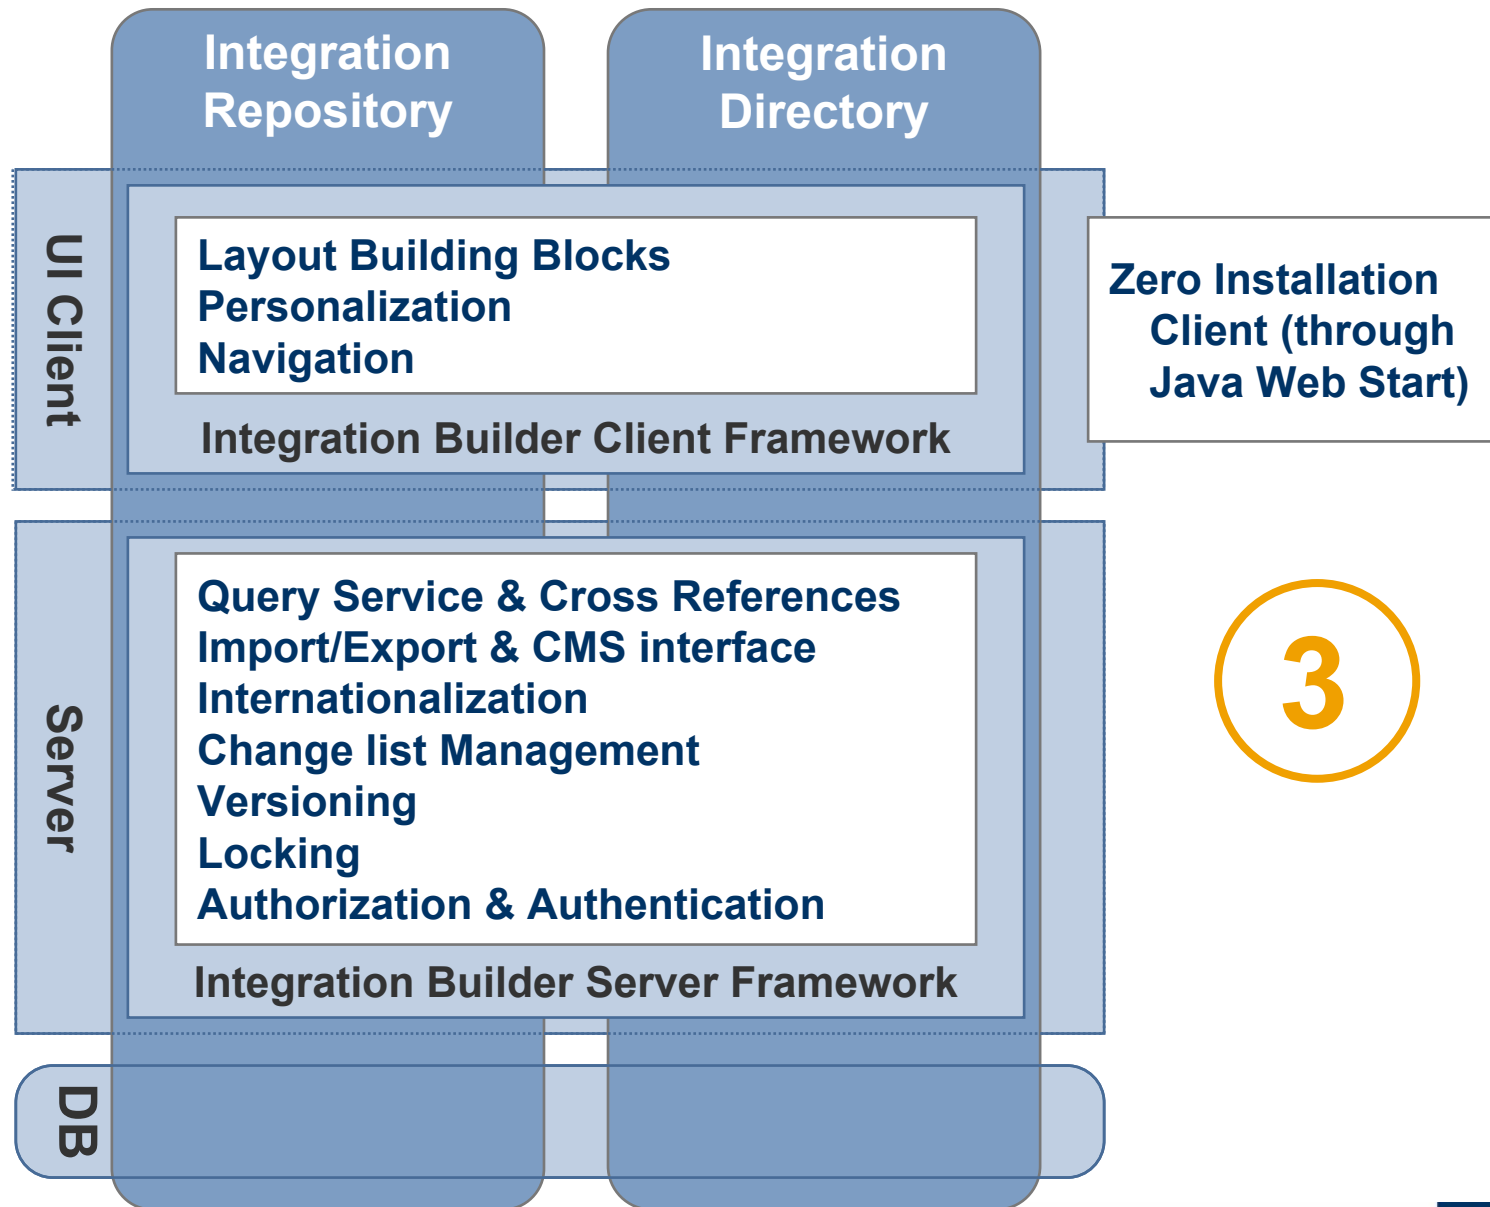 Integration
Repository
Integration
Directory
UI Client
Layout Building Blocks
Personalization
Navigation
Integration Builder Client Framework
Zero Installation
Client (through
Java Web Start)
Server
Query Service & Cross References
Import/Export & CMS interface
Internationalization
Change list Management
Versioning
Locking
Authorization & Authentication
Integration Builder Server Framework
3
DB